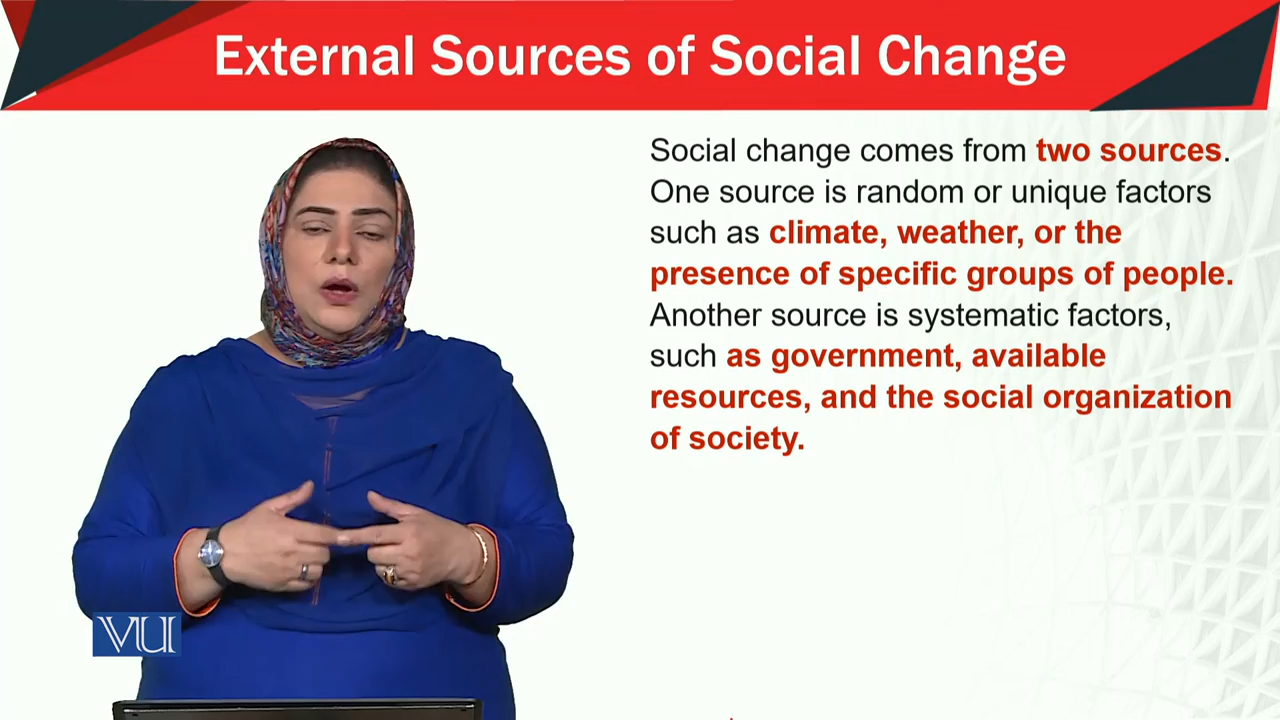 External Sources of Social Change
Social change comes from two sources.
One source is random or unique factors
such as climate, weather, or the
presence of specific groups of people.
Another source is systematic factors,
such as government, available
resources, and the social organization
of society.
VU